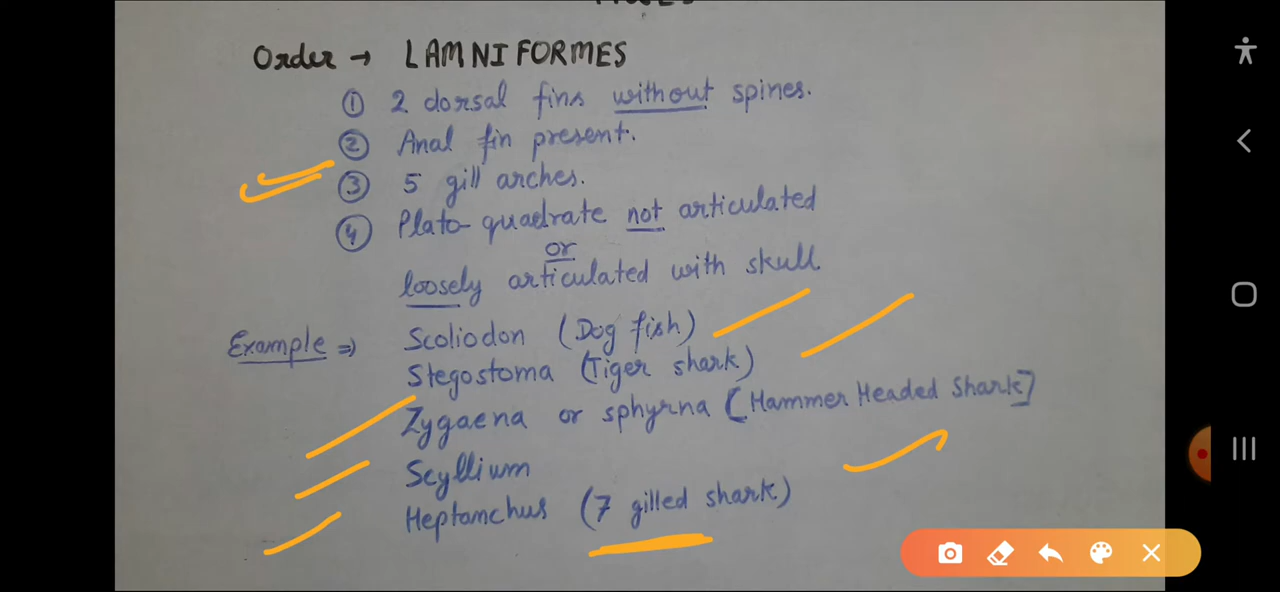 Order → LAMNIFORMES
① 2 dorsal fins without spines.
② Anal fin present.
③ 5 gill arches.
④ Plato-quadrate not articulated
or
loosely articulated with skull
Example ⇒ Scoliodon (Dog fish)
Stegostoma (Tiger shark)
Zygaena or sphyrna [Hammer Headed Shark]
Scyllium
Heptanchus (7 gilled shark)